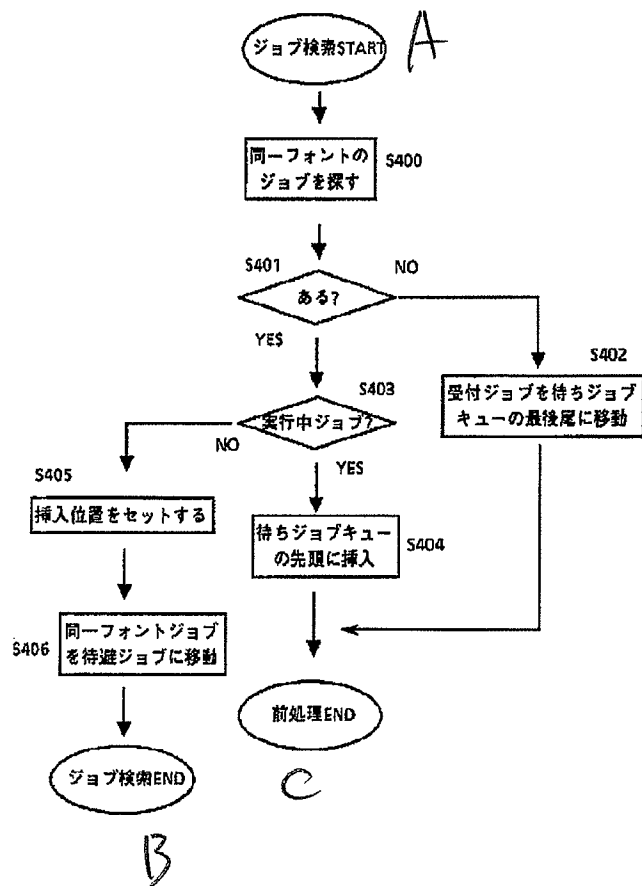 ジョブ検索START
A
同一フォントの
ジョブを探す
S400
S401
NO
ある?
YES
S402
受付ジョブを待ちジョブ
キューの最後尾に移動
S403
実行中ジョブ?
NO
YES
S405
挿入位置をセットする
待ちジョブキュー
の先頭に挿入
S404
S406
同一フォントジョブ
を待避ジョブに移動
前処理END
C
ジョブ検索END
B